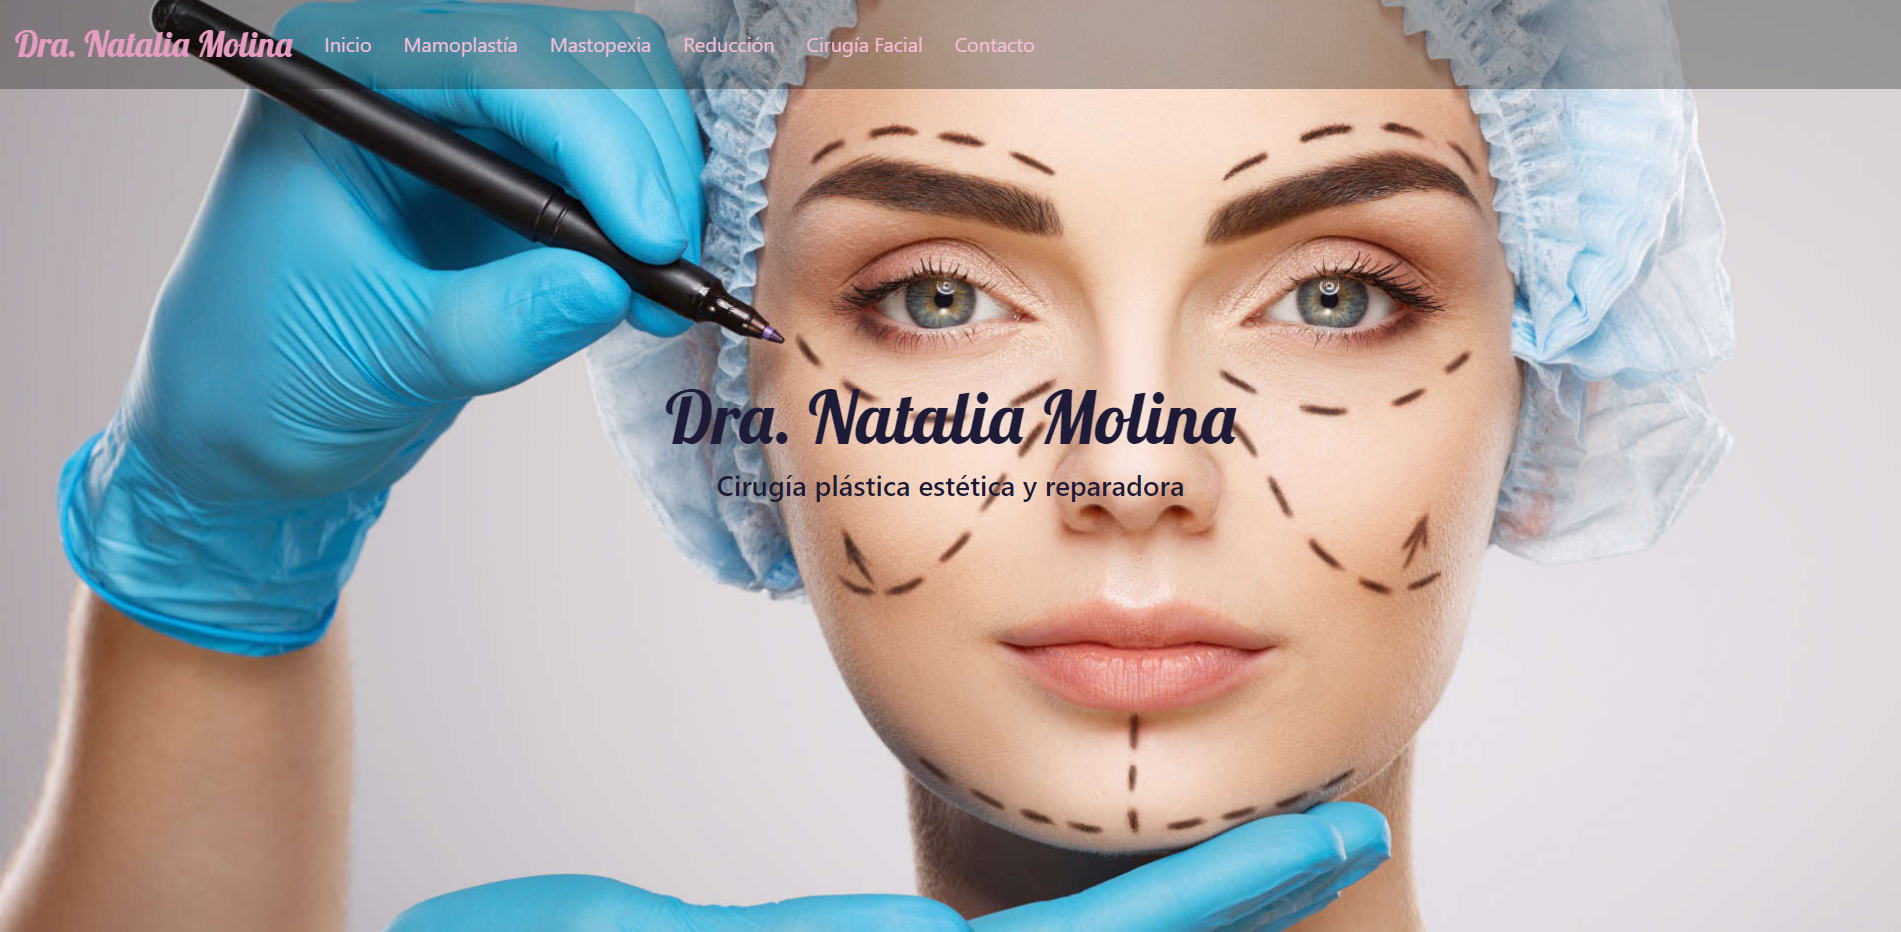 Dra. Natalia Molina Inicio Mamoplastía Mastopexia Reducción Cirugía Facial Contacto
Dra. Natalia Molina
Cirugía plástica estética y reparadora